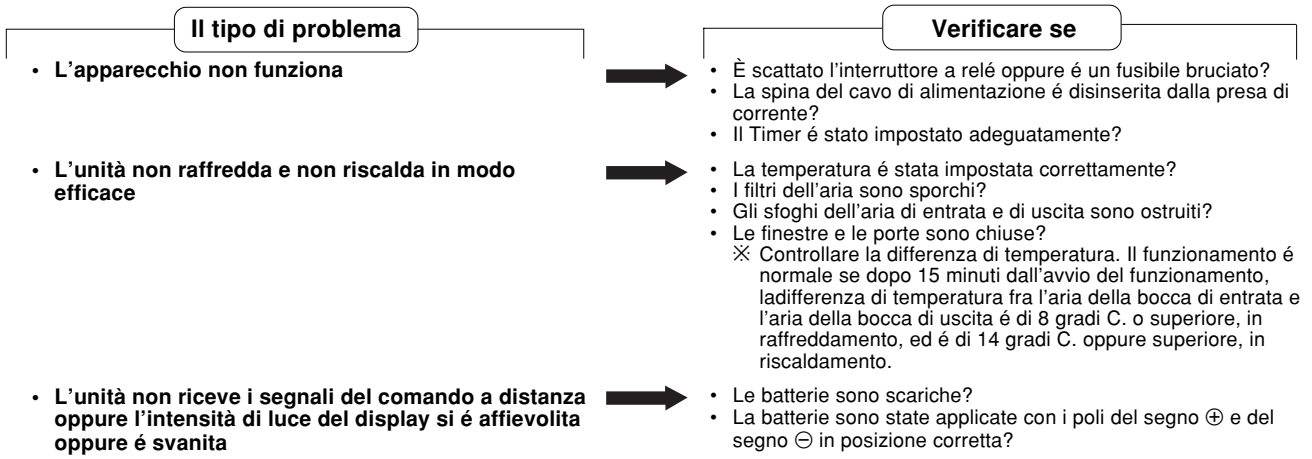 Il tipo di problema
Verificare se
• L'apparecchio non funziona
• È scattato l'interruttore a relé oppure é un fusibile bruciato?
• La spina del cavo di alimentazione é disinserita dalla presa di
corrente?
• Il Timer é stato impostato adeguatamente?
• L'unità non raffredda e non riscalda in modo
efficace
• La temperatura é stata impostata correttamente?
• I filtri dell'aria sono sporchi?
• Gli sfoghi dell'aria di entrata e di uscita sono ostruiti?
• Le finestre e le porte sono chiuse?
※ Controllare la differenza di temperatura. Il funzionamento é
normale se dopo 15 minuti dall'avvio del funzionamento,
ladifferenza di temperatura fra l'aria della bocca di entrata e
l'aria della bocca di uscita é di 8 gradi C. o superiore, in
raffreddamento, ed é di 14 gradi C. oppure superiore, in
riscaldamento.
• L'unità non riceve i segnali del comando a distanza
oppure l'intensità di luce del display si é affievolita
oppure é svanita
• Le batterie sono scariche?
• La batterie sono state applicate con i poli del segno ⊕ e del
segno ⊖ in posizione corretta?